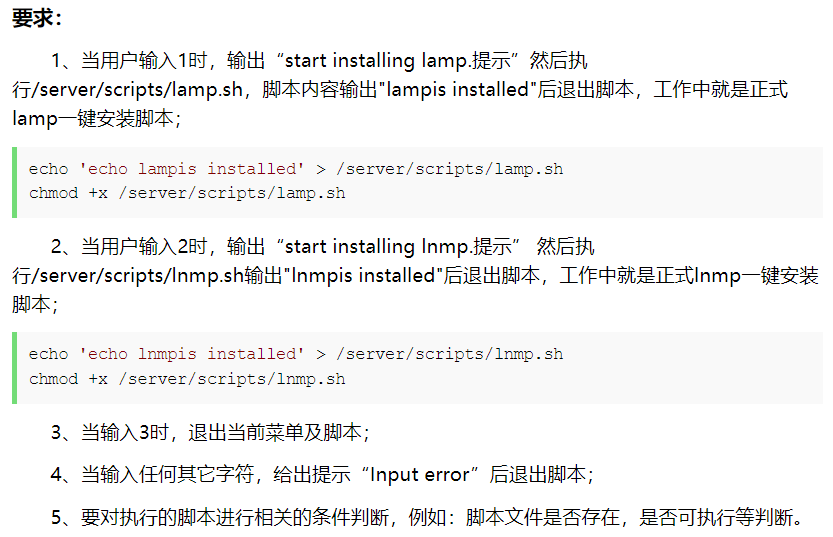 要求：
1、当用户输入1时，输出“start installing lamp.提示”然后执
行/server/scripts/lamp.sh，脚本内容输出"lampis installed"后退出脚本，工作中就是正式
lamp一键安装脚本；
echo 'echo lampis installed' > /server/scripts/lamp.sh
chmod +x /server/scripts/lamp.sh
2、当用户输入2时，输出“start installing lnmp.提示” 然后执
行/server/scripts/lnmp.sh输出"lnmpis installed"后退出脚本，工作中就是正式lnmp一键安装
脚本；
echo 'echo lnmpis installed' > /server/scripts/lnmp.sh
chmod +x /server/scripts/lnmp.sh
3、当输入3时，退出当前菜单及脚本；
4、当输入任何其它字符，给出提示“Input error”后退出脚本；
5、要对执行的脚本进行相关的条件判断，例如：脚本文件是否存在，是否可执行等判断。